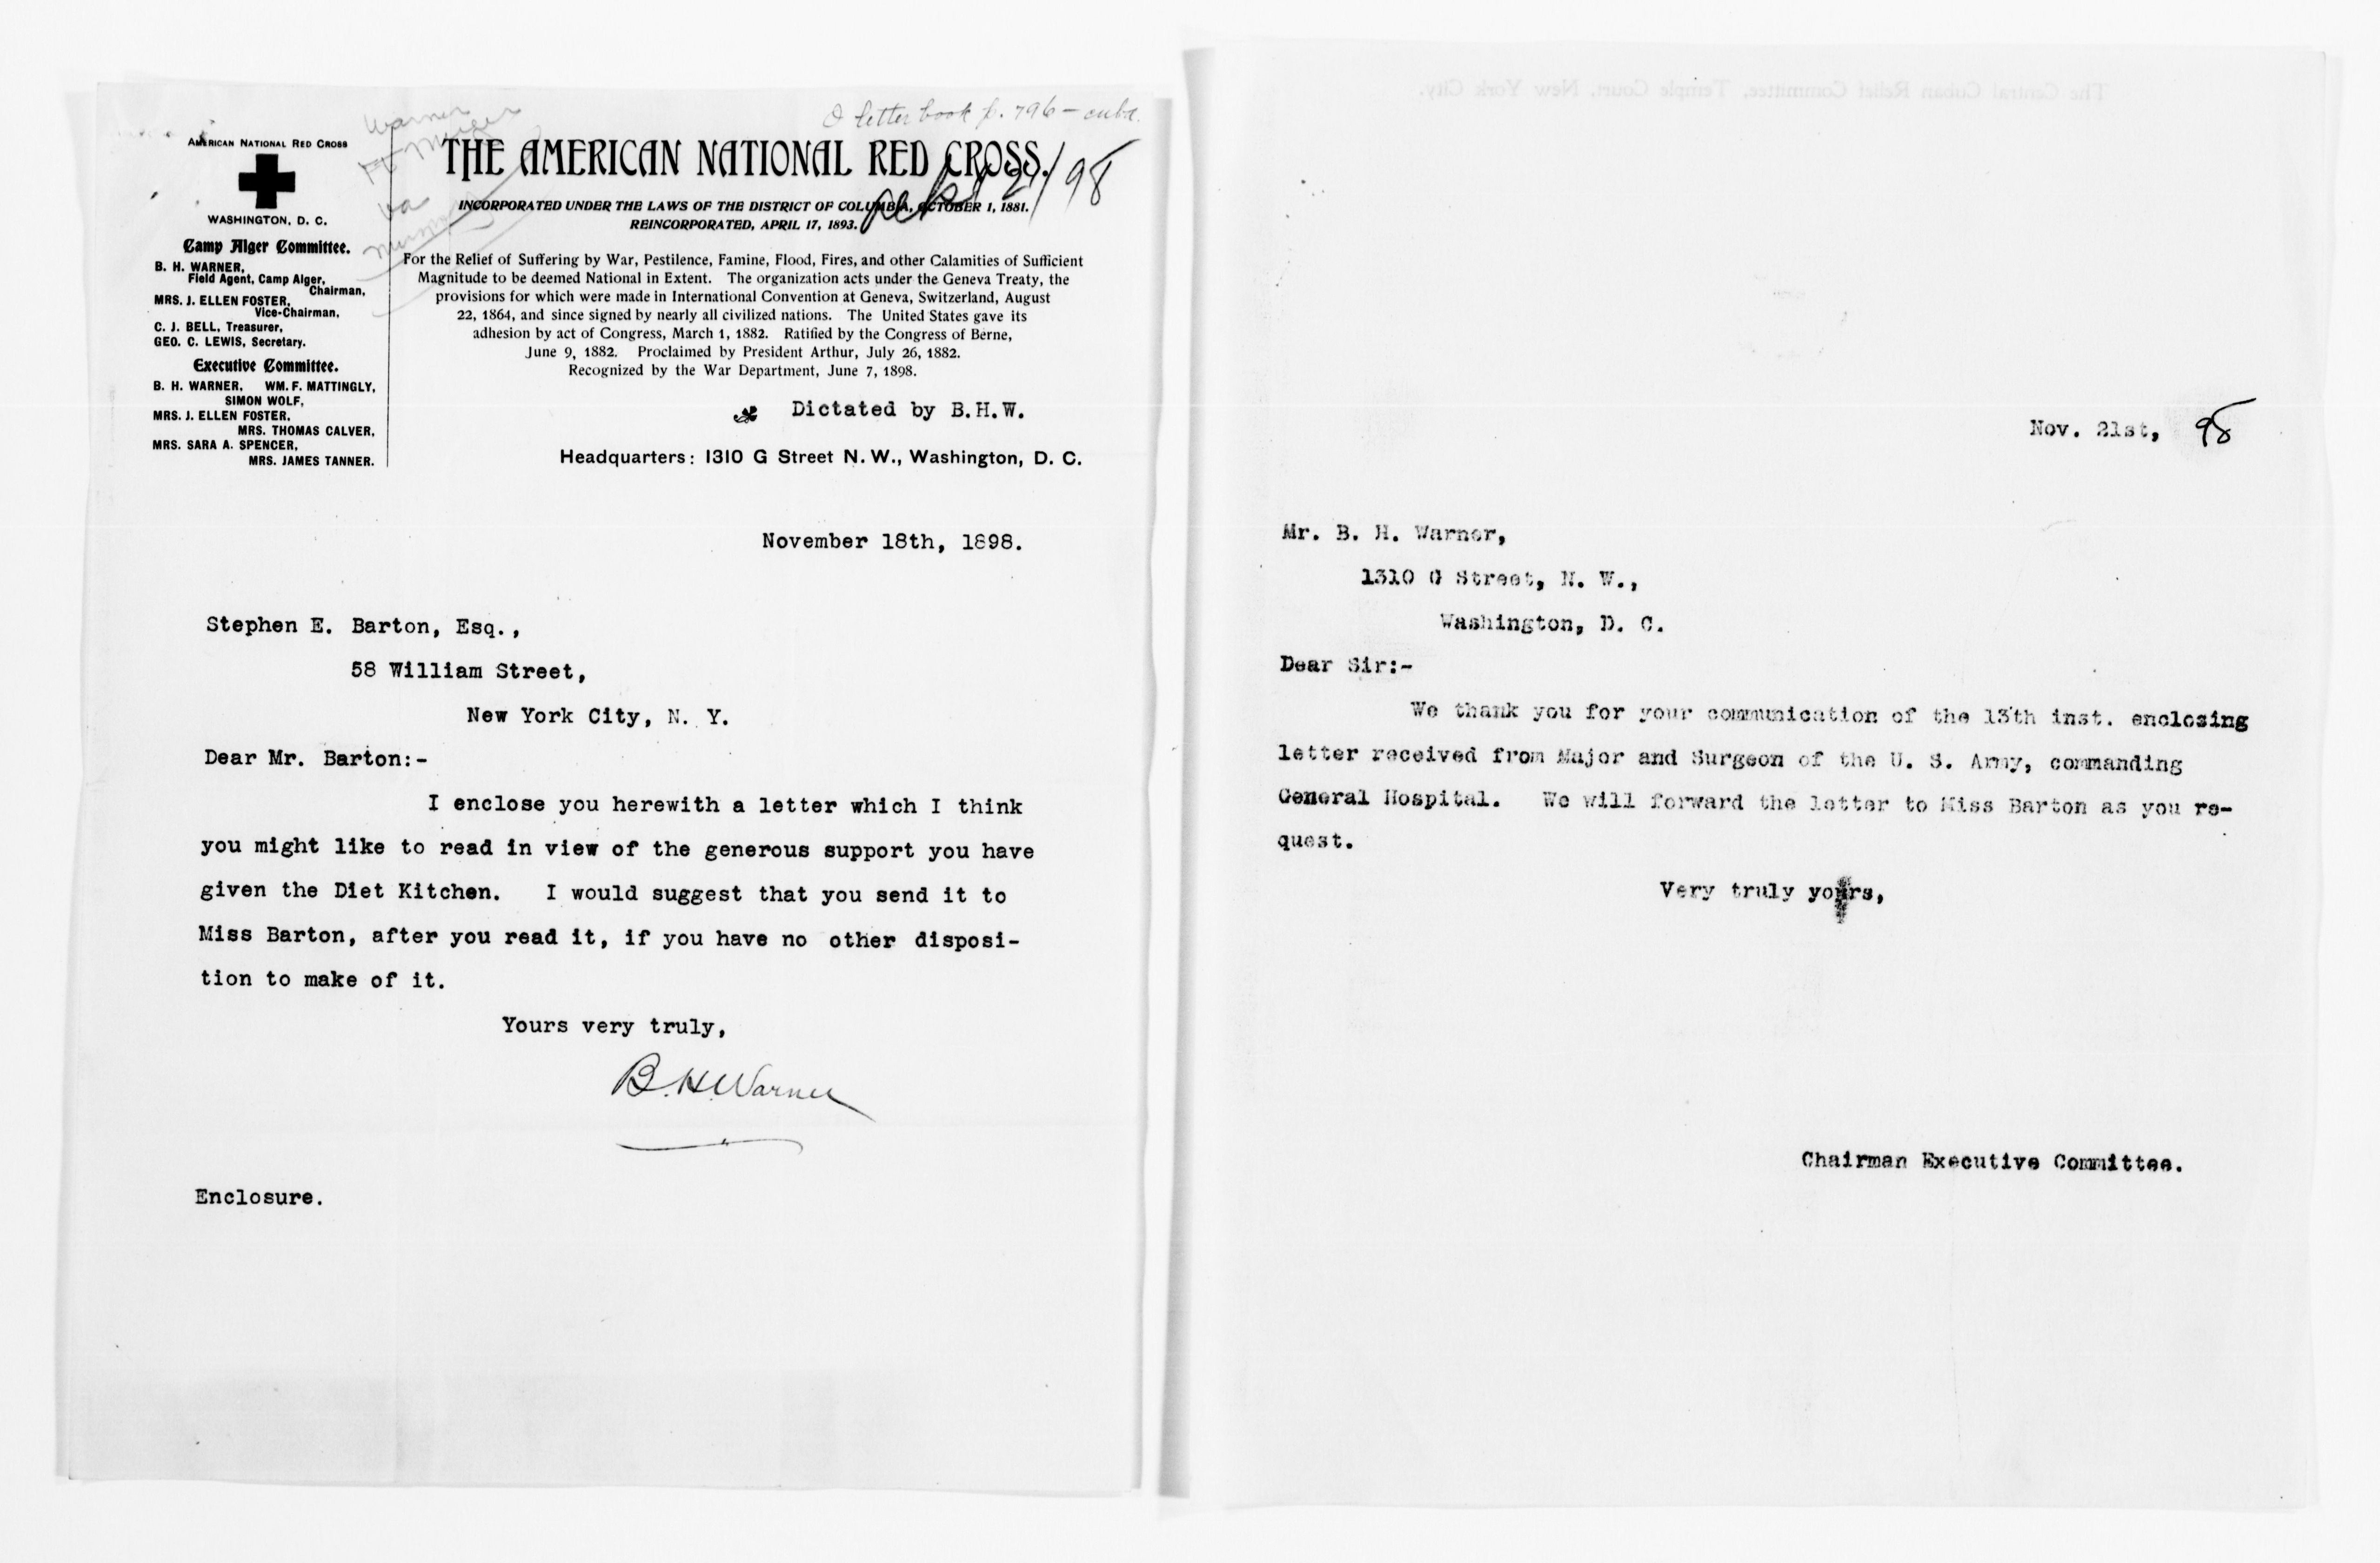 O letter book p. 796 — cuba.
Warner
AMERICAN NATIONAL RED CROSS
WASHINGTON, D. C.
Camp Alger Committee.
B. H. WARNER,
Field Agent, Camp Alger,
Chairman,
MRS. J. ELLEN FOSTER,
Vice-Chairman,
C. J. BELL, Treasurer,
GEO. C. LEWIS, Secretary.
Executive Committee.
B. H. WARNER, WM. F. MATTINGLY,
SIMON WOLF,
MRS. J. ELLEN FOSTER,
MRS. THOMAS CALVER,
MRS. SARA A. SPENCER,
MRS. JAMES TANNER.
THE AMERICAN NATIONAL RED CROSS.
21/98
INCORPORATED UNDER THE LAWS OF THE DISTRICT OF COLUMBIA, OCTOBER 1, 1881.
REINCORPORATED, APRIL 17, 1893.
For the Relief of Suffering by War, Pestilence, Famine, Flood, Fires, and other Calamities of Sufficient
Magnitude to be deemed National in Extent. The organization acts under the Geneva Treaty, the
provisions for which were made in International Convention at Geneva, Switzerland, August
22, 1864, and since signed by nearly all civilized nations. The United States gave its
adhesion by act of Congress, March 1, 1882. Ratified by the Congress of Berne,
June 9, 1882. Proclaimed by President Arthur, July 26, 1882.
Recognized by the War Department, June 7, 1898.
Dictated by B.H.W.
Headquarters: 1310 G Street N. W., Washington, D. C.
November 18th, 1898.
Stephen E. Barton, Esq.,
58 William Street,
New York City, N. Y.
Dear Mr. Barton:-
I enclose you herewith a letter which I think
you might like to read in view of the generous support you have
given the Diet Kitchen. I would suggest that you send it to
Miss Barton, after you read it, if you have no other disposi-
tion to make of it.
Yours very truly,
B. H. Warner
Enclosure.
The Central Cuban Relief Committee, Temple Court, New York City.
Nov. 21st, 98
Mr. B. H. Warner,
1310 G Street, N. W.,
Washington, D. C.
Dear Sir:-
We thank you for your communication of the 13th inst. enclosing
letter received from Major and Surgeon of the U. S. Army, commanding
General Hospital. We will forward the letter to Miss Barton as you re-
quest.
Very truly yours,
Chairman Executive Committee.